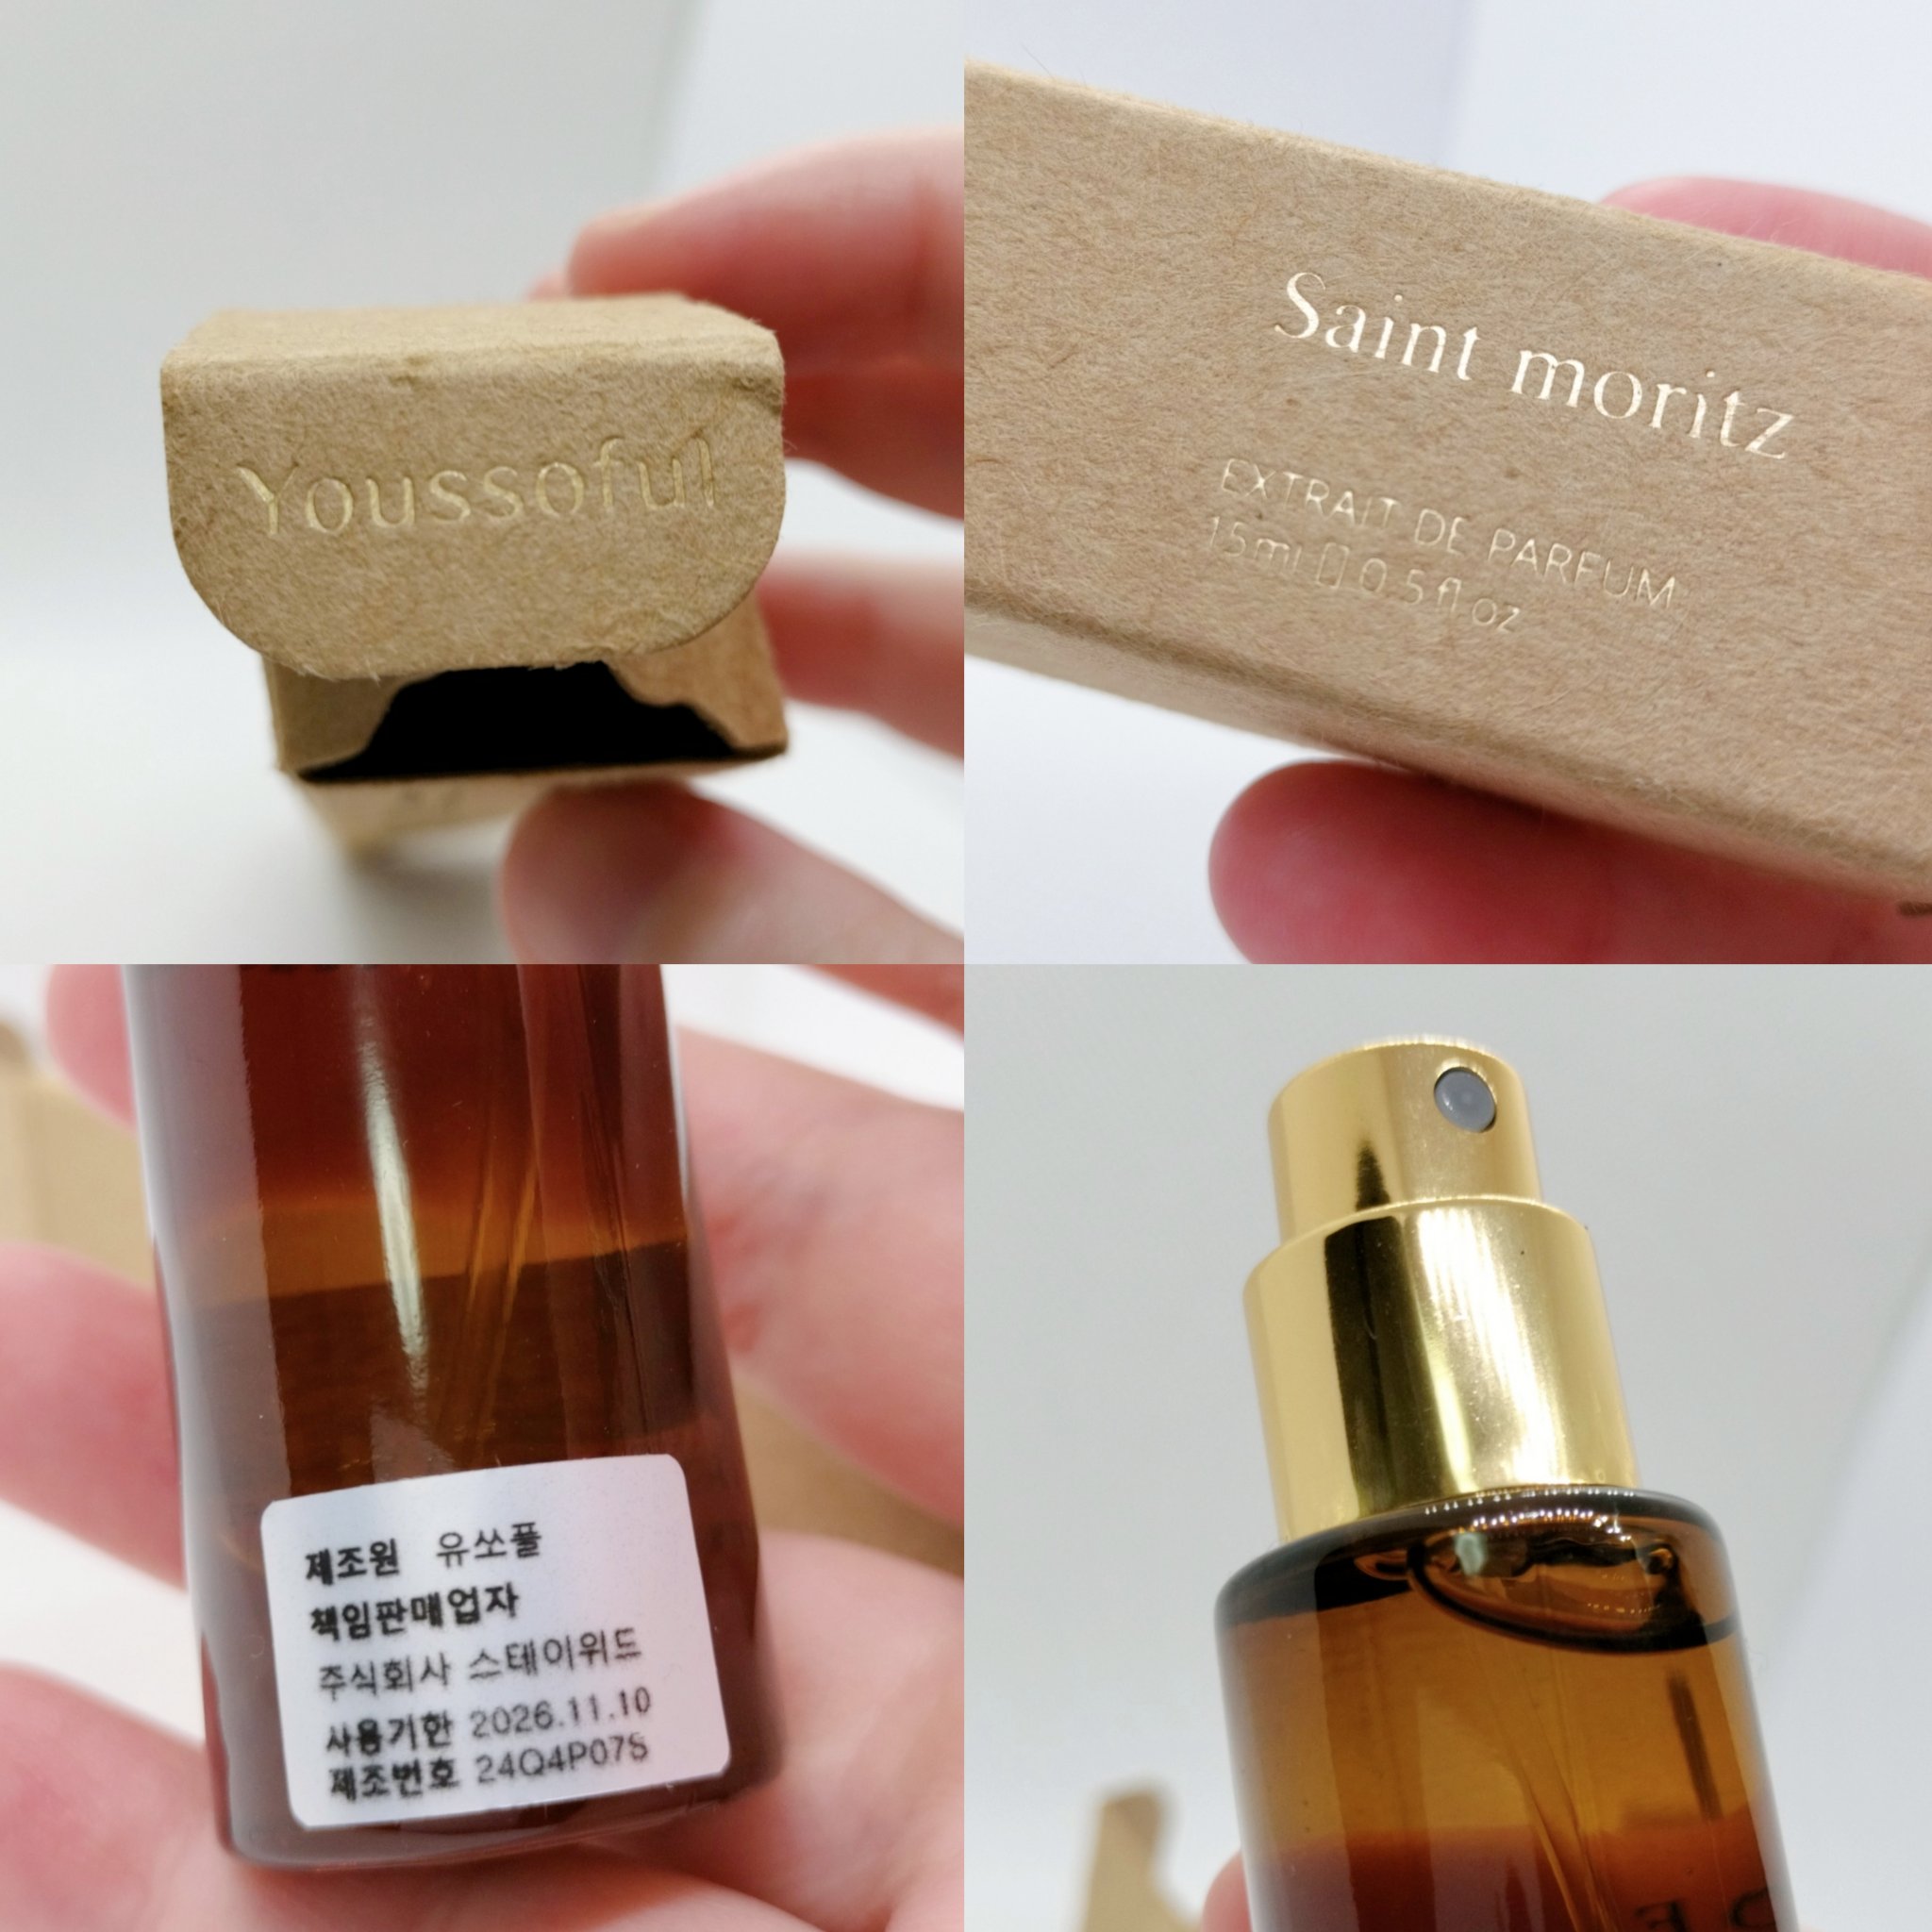 Youssoful
Saint moritz
EXTRAIT DE PARFUM
15ml ▯ 0.5 fl oz
제조원 유쏘풀
책임판매업자
주식회사 스테이위드
사용기한 2026.11.10
제조번호 24Q4P07S